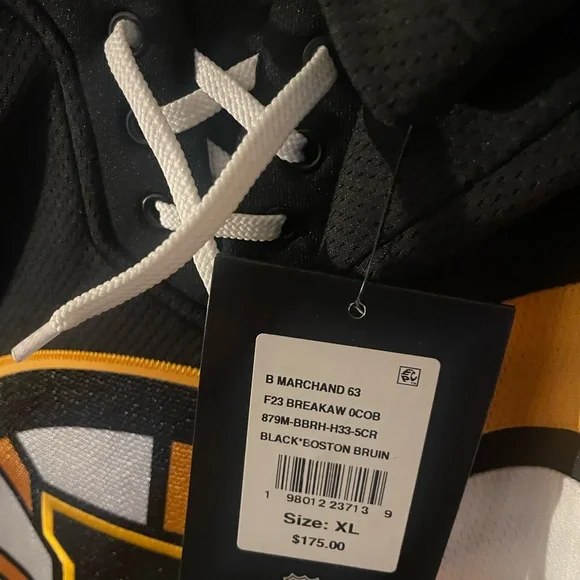 B MARCHAND 63
F23 BREAKAW 0COB
879M-BBRH-H33-5CR
BLACK*BOSTON BRUIN
1 98012 23713 9
Size: XL
$175.00